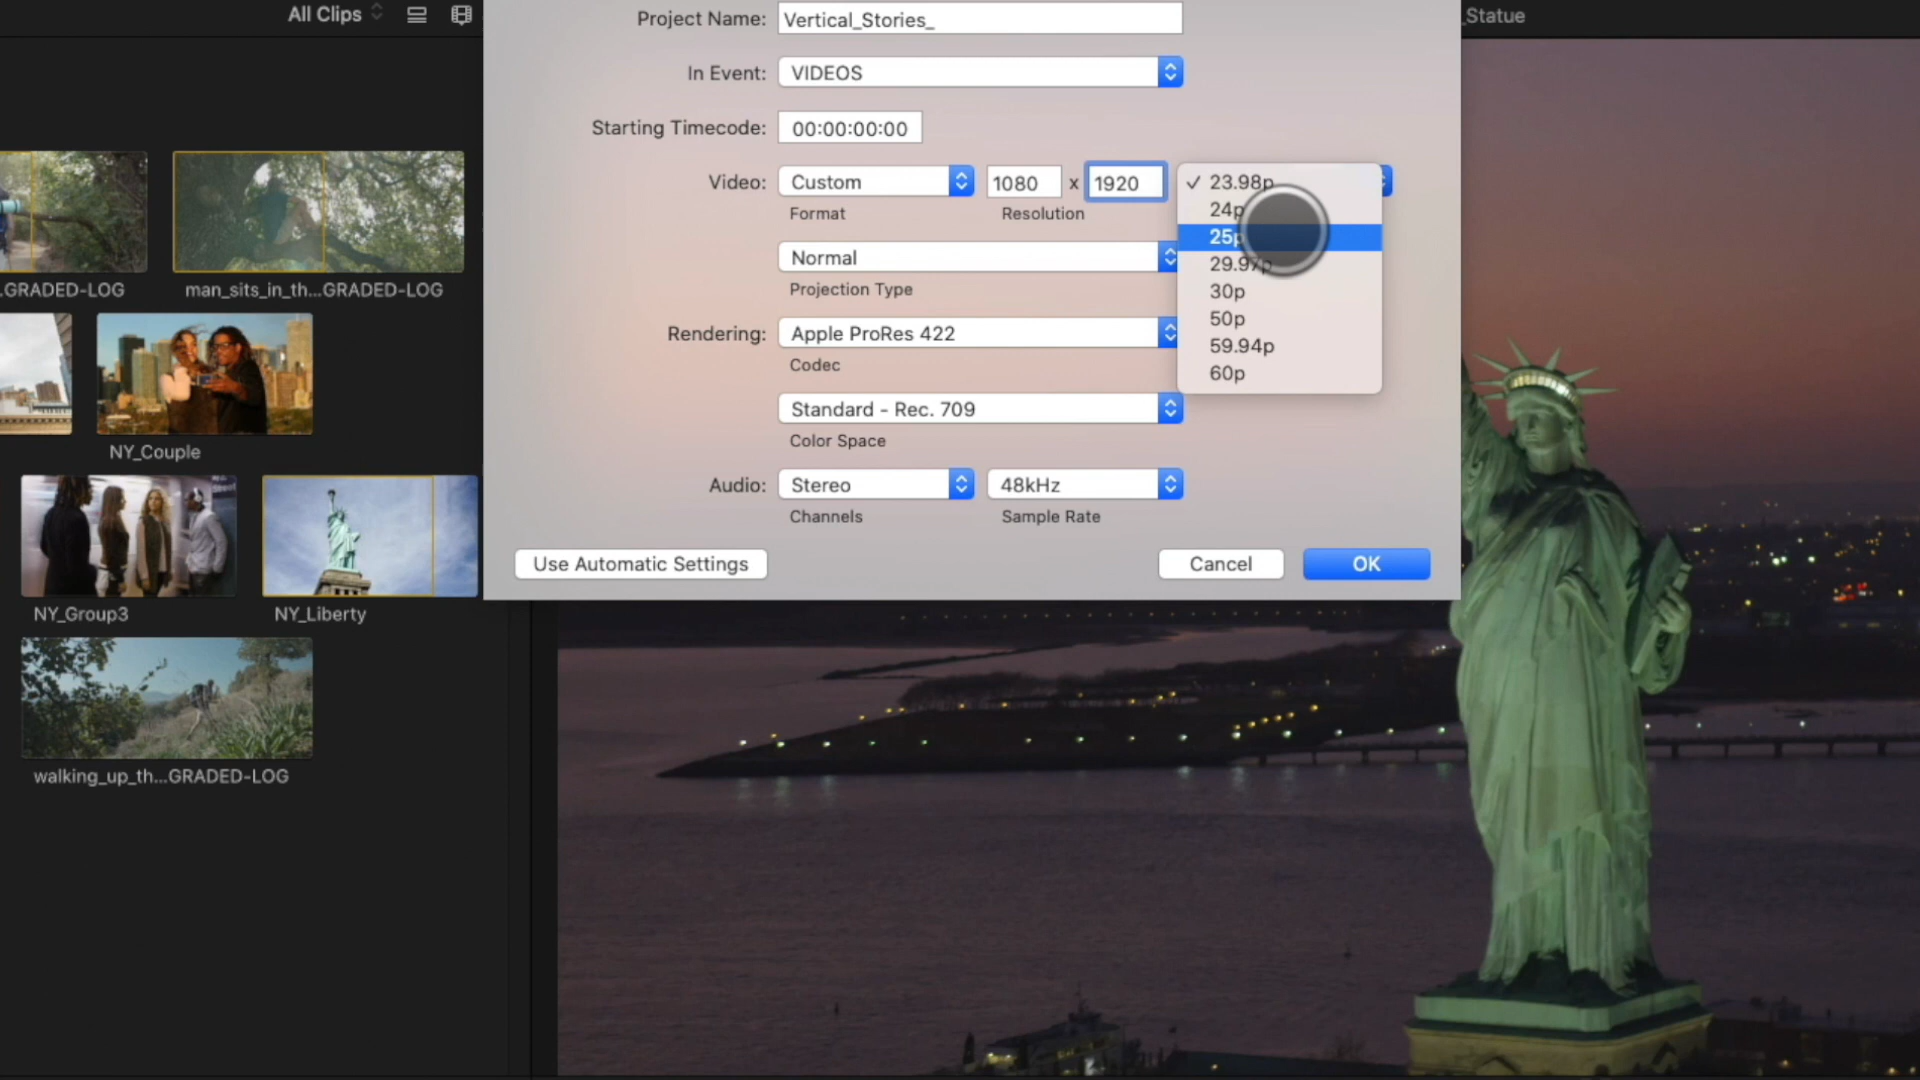 All Clips
Project Name: Vertical_Stories_
_Statue
In Event: VIDEOS
Starting Timecode: 00:00:00:00
Video: Custom 1080 x 1920
Format Resolution
✓ 23.98p
24p
25p
29.97p
30p
50p
59.94p
60p
Normal
Projection Type
Rendering: Apple ProRes 422
Codec
Standard - Rec. 709
Color Space
Audio: Stereo 48kHz
Channels Sample Rate
Use Automatic Settings Cancel OK
.GRADED-LOG man_sits_in_th...GRADED-LOG
NY_Couple
NY_Group3 NY_Liberty
walking_up_th...GRADED-LOG